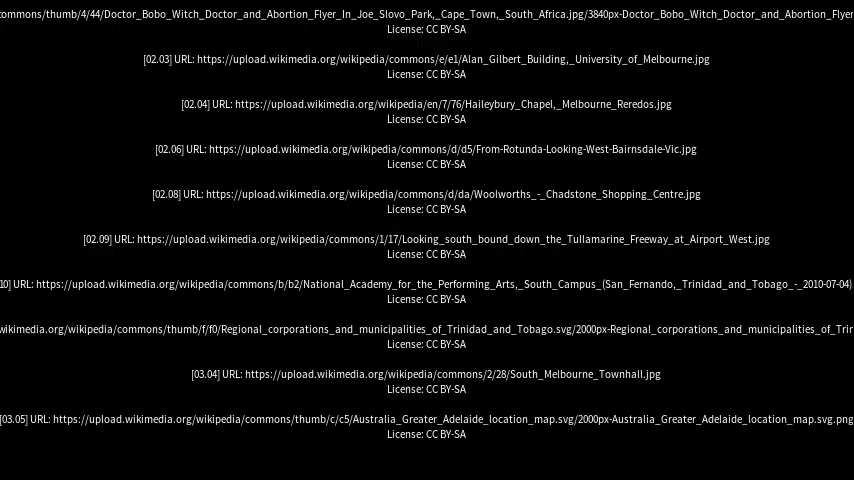 ommons/thumb/4/44/Doctor_Bobo_Witch_Doctor_and_Abortion_Flyer_In_Joe_Slovo_Park,_Cape_Town,_South_Africa.jpg/3840px-Doctor_Bobo_Witch_Doctor_and_Abortion_Flyer
License: CC BY-SA
[02.03] URL: https://upload.wikimedia.org/wikipedia/commons/e/e1/Alan_Gilbert_Building,_University_of_Melbourne.jpg
License: CC BY-SA
[02.04] URL: https://upload.wikimedia.org/wikipedia/en/7/76/Haileybury_Chapel,_Melbourne_Reredos.jpg
License: CC BY-SA
[02.06] URL: https://upload.wikimedia.org/wikipedia/commons/d/d5/From-Rotunda-Looking-West-Bairnsdale-Vic.jpg
License: CC BY-SA
[02.08] URL: https://upload.wikimedia.org/wikipedia/commons/d/da/Woolworths_-_Chadstone_Shopping_Centre.jpg
License: CC BY-SA
[02.09] URL: https://upload.wikimedia.org/wikipedia/commons/1/17/Looking_south_bound_down_the_Tullamarine_Freeway_at_Airport_West.jpg
License: CC BY-SA
10] URL: https://upload.wikimedia.org/wikipedia/commons/b/b2/National_Academy_for_the_Performing_Arts,_South_Campus_(San_Fernando,_Trinidad_and_Tobago_-_2010-07-04)
License: CC BY-SA
wikimedia.org/wikipedia/commons/thumb/f/f0/Regional_corporations_and_municipalities_of_Trinidad_and_Tobago.svg/2000px-Regional_corporations_and_municipalities_of_Trin
License: CC BY-SA
[03.04] URL: https://upload.wikimedia.org/wikipedia/commons/2/28/South_Melbourne_Townhall.jpg
License: CC BY-SA
[03.05] URL: https://upload.wikimedia.org/wikipedia/commons/thumb/c/c5/Australia_Greater_Adelaide_location_map.svg/2000px-Australia_Greater_Adelaide_location_map.svg.png
License: CC BY-SA